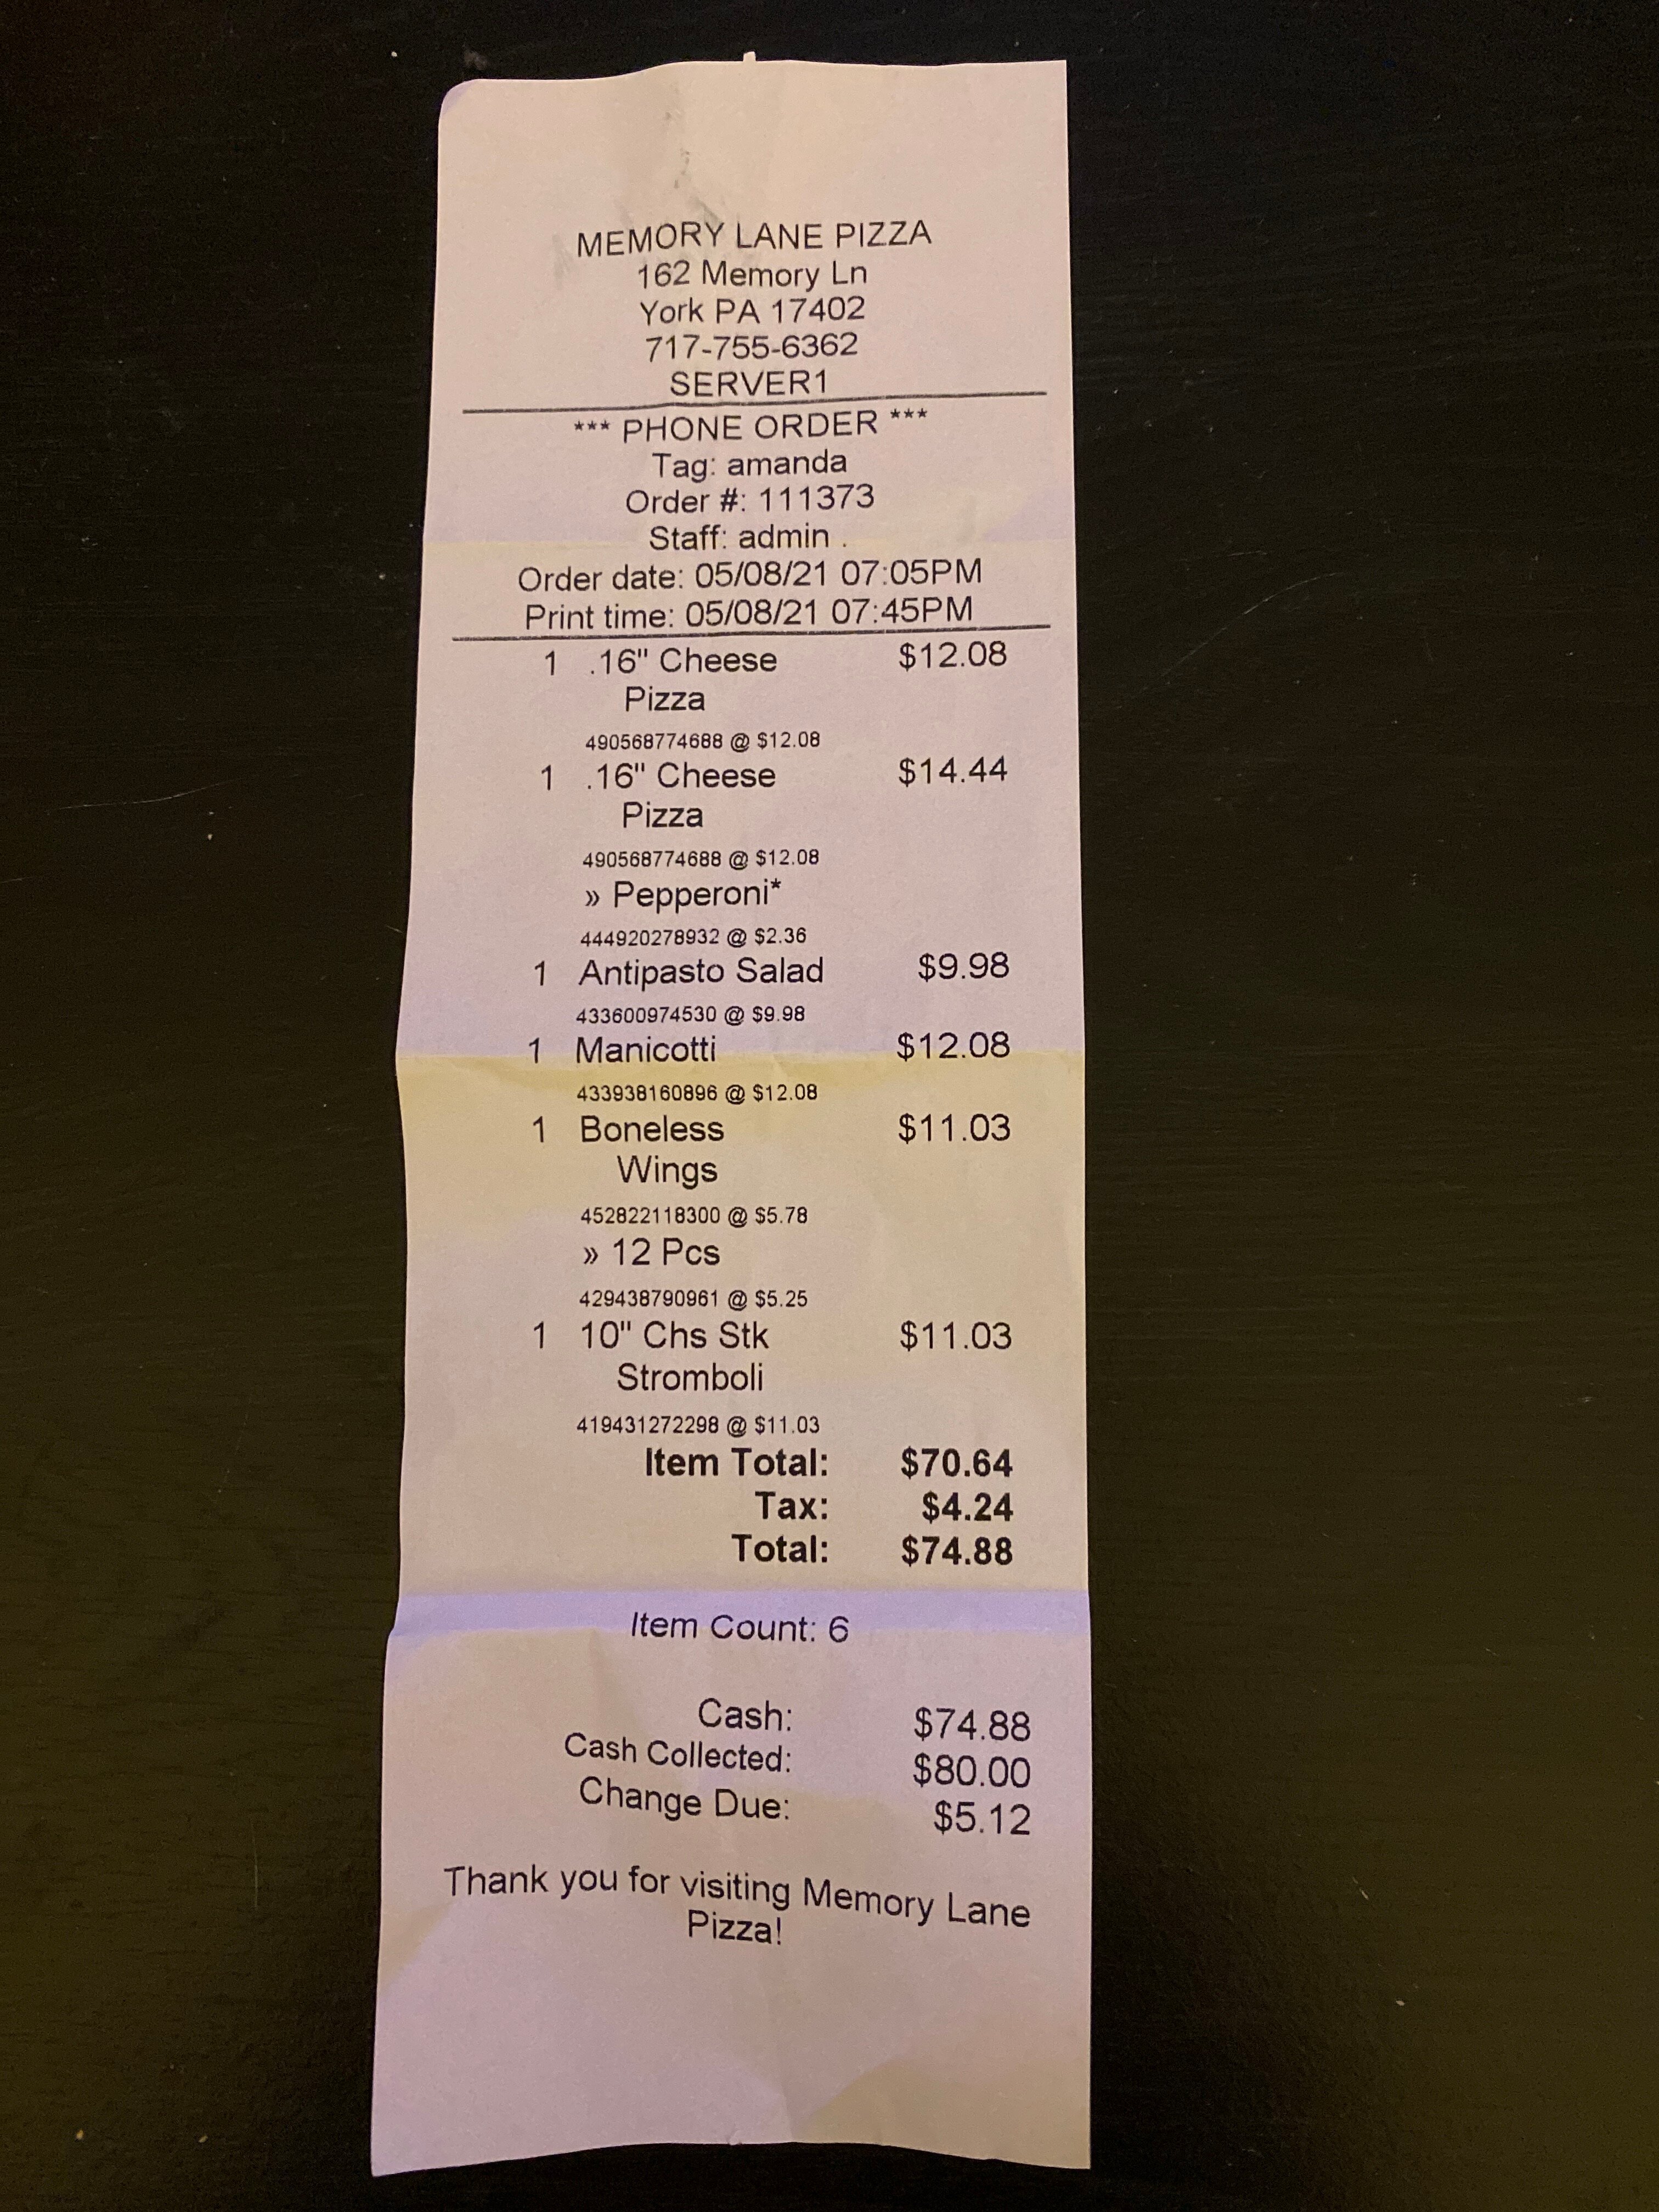 MEMORY LANE PIZZA
162 Memory Ln
York PA 17402
717-755-6362
SERVER1
*** PHONE ORDER ***
Tag: amanda
Order #: 111373
Staff: admin .
Order date: 05/08/21 07:05PM
Print time: 05/08/21 07:45PM
1 .16" Cheese $12.08
Pizza
490568774688 @ $12.08
1 .16" Cheese $14.44
Pizza
490568774688 @ $12.08
» Pepperoni*
444920278932 @ $2.36
1 Antipasto Salad $9.98
433600974530 @ $9.98
1 Manicotti $12.08
433938160896 @ $12.08
1 Boneless $11.03
Wings
452822118300 @ $5.78
» 12 Pcs
429438790961 @ $5.25
1 10" Chs Stk $11.03
Stromboli
419431272298 @ $11.03
Item Total: $70.64
Tax: $4.24
Total: $74.88
Item Count: 6
Cash: $74.88
Cash Collected: $80.00
Change Due: $5.12
Thank you for visiting Memory Lane
Pizza!